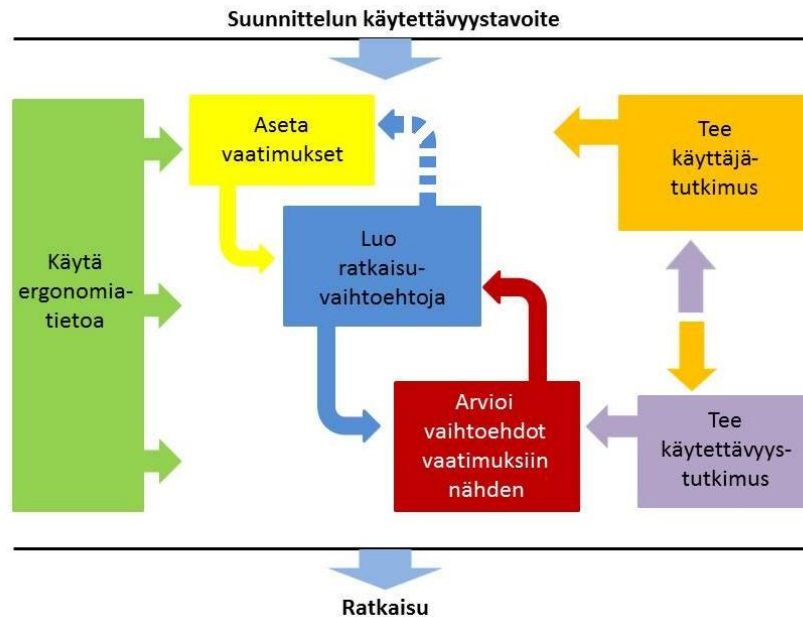 Suunnittelun käytettävyystavoite
Aseta
vaatimukset
Tee
käyttäjä-
tutkimus
Luo
ratkaisu-
vaihtoehtoja
Käytä
ergonomia-
tietoa
Arvioi
vaihtoehdot
vaatimuksiin
nähden
Tee
käytettävyys-
tutkimus
Ratkaisu